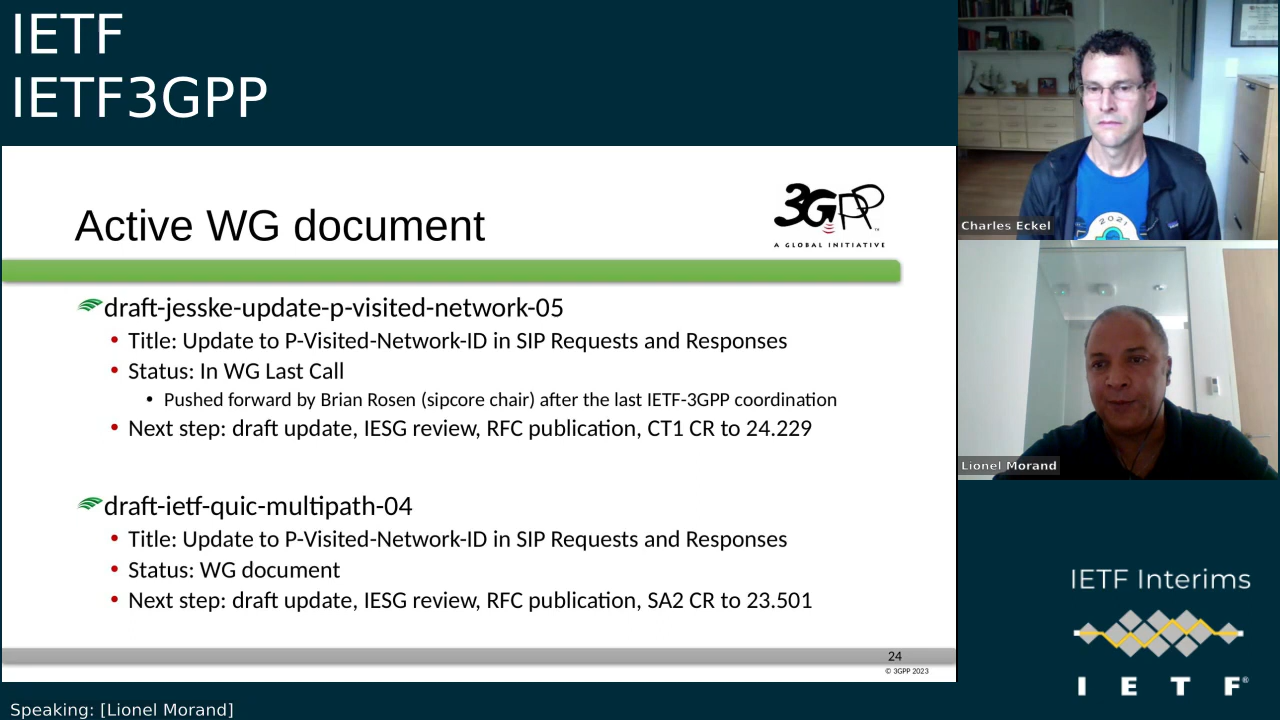 IETF
IETF3GPP
Active WG document
3GPP
™
A GLOBAL INITIATIVE
draft-jesske-update-p-visited-network-05
• Title: Update to P-Visited-Network-ID in SIP Requests and Responses
• Status: In WG Last Call
• Pushed forward by Brian Rosen (sipcore chair) after the last IETF-3GPP coordination
• Next step: draft update, IESG review, RFC publication, CT1 CR to 24.229
draft-ietf-quic-multipath-04
• Title: Update to P-Visited-Network-ID in SIP Requests and Responses
• Status: WG document
• Next step: draft update, IESG review, RFC publication, SA2 CR to 23.501
24
© 3GPP 2023
2021
Charles Eckel
Lionel Morand
IETF Interims
I E T F®
Speaking: [Lionel Morand]